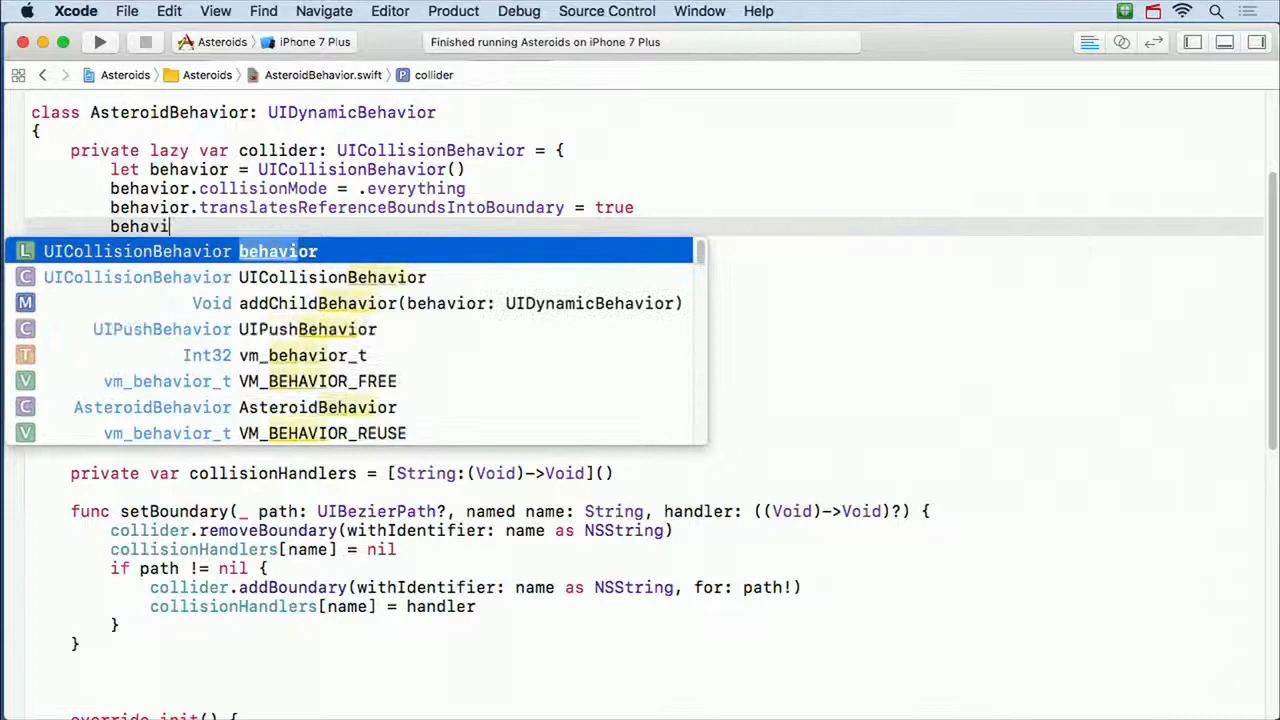 Xcode File Edit View Find Navigate Editor Product Debug Source Control Window Help
Asteroids iPhone 7 Plus Finished running Asteroids on iPhone 7 Plus
Asteroids Asteroids AsteroidBehavior.swift P collider
class AsteroidBehavior: UIDynamicBehavior
{
private lazy var collider: UICollisionBehavior = {
let behavior = UICollisionBehavior()
behavior.collisionMode = .everything
behavior.translatesReferenceBoundsIntoBoundary = true
behavi
L UICollisionBehavior behavior
C UICollisionBehavior UICollisionBehavior
M Void addChildBehavior(behavior: UIDynamicBehavior)
C UIPushBehavior UIPushBehavior
T Int32 vm_behavior_t
V vm_behavior_t VM_BEHAVIOR_FREE
C AsteroidBehavior AsteroidBehavior
V vm_behavior_t VM_BEHAVIOR_REUSE
private var collisionHandlers = [String:(Void)->Void]()
func setBoundary(_ path: UIBezierPath?, named name: String, handler: ((Void)->Void)?) {
collider.removeBoundary(withIdentifier: name as NSString)
collisionHandlers[name] = nil
if path != nil {
collider.addBoundary(withIdentifier: name as NSString, for: path!)
collisionHandlers[name] = handler
}
}
override init() {